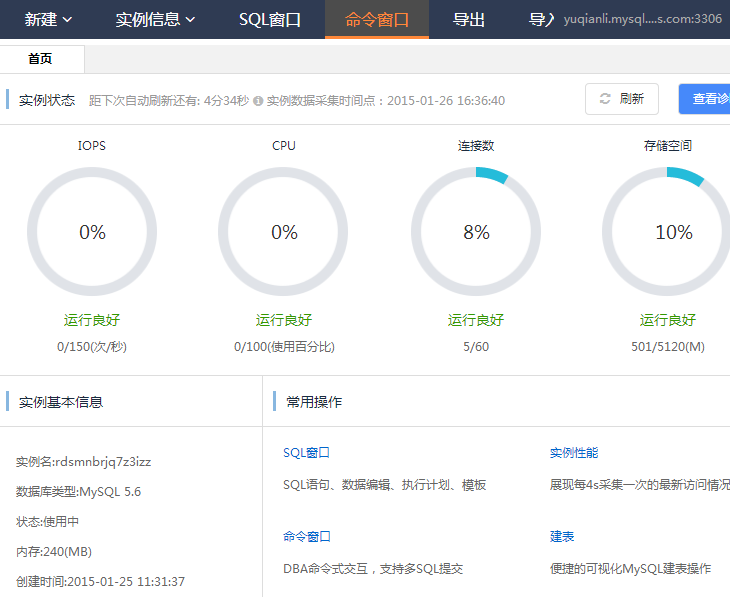 新建 实例信息 SQL窗口 命令窗口 导出 导入 yuqianli.mysql....s.com:3306
首页
实例状态 距下次自动刷新还有: 4分34秒 实例数据采集时间点：2015-01-26 16:36:40 刷新 查看诊
IOPS CPU 连接数 存储空间
0% 0% 8% 10%
运行良好 运行良好 运行良好 运行良好
0/150(次/秒) 0/100(使用百分比) 5/60 501/5120(M)
实例基本信息 常用操作
实例名:rdsmnbrjq7z3izz
数据库类型:MySQL 5.6
状态:使用中
内存:240(MB)
创建时间:2015-01-25 11:31:37
SQL窗口 实例性能
SQL语句、数据编辑、执行计划、模板 展现每4s采集一次的最新访问情况
命令窗口 建表
DBA命令式交互，支持多SQL提交 便捷的可视化MySQL建表操作